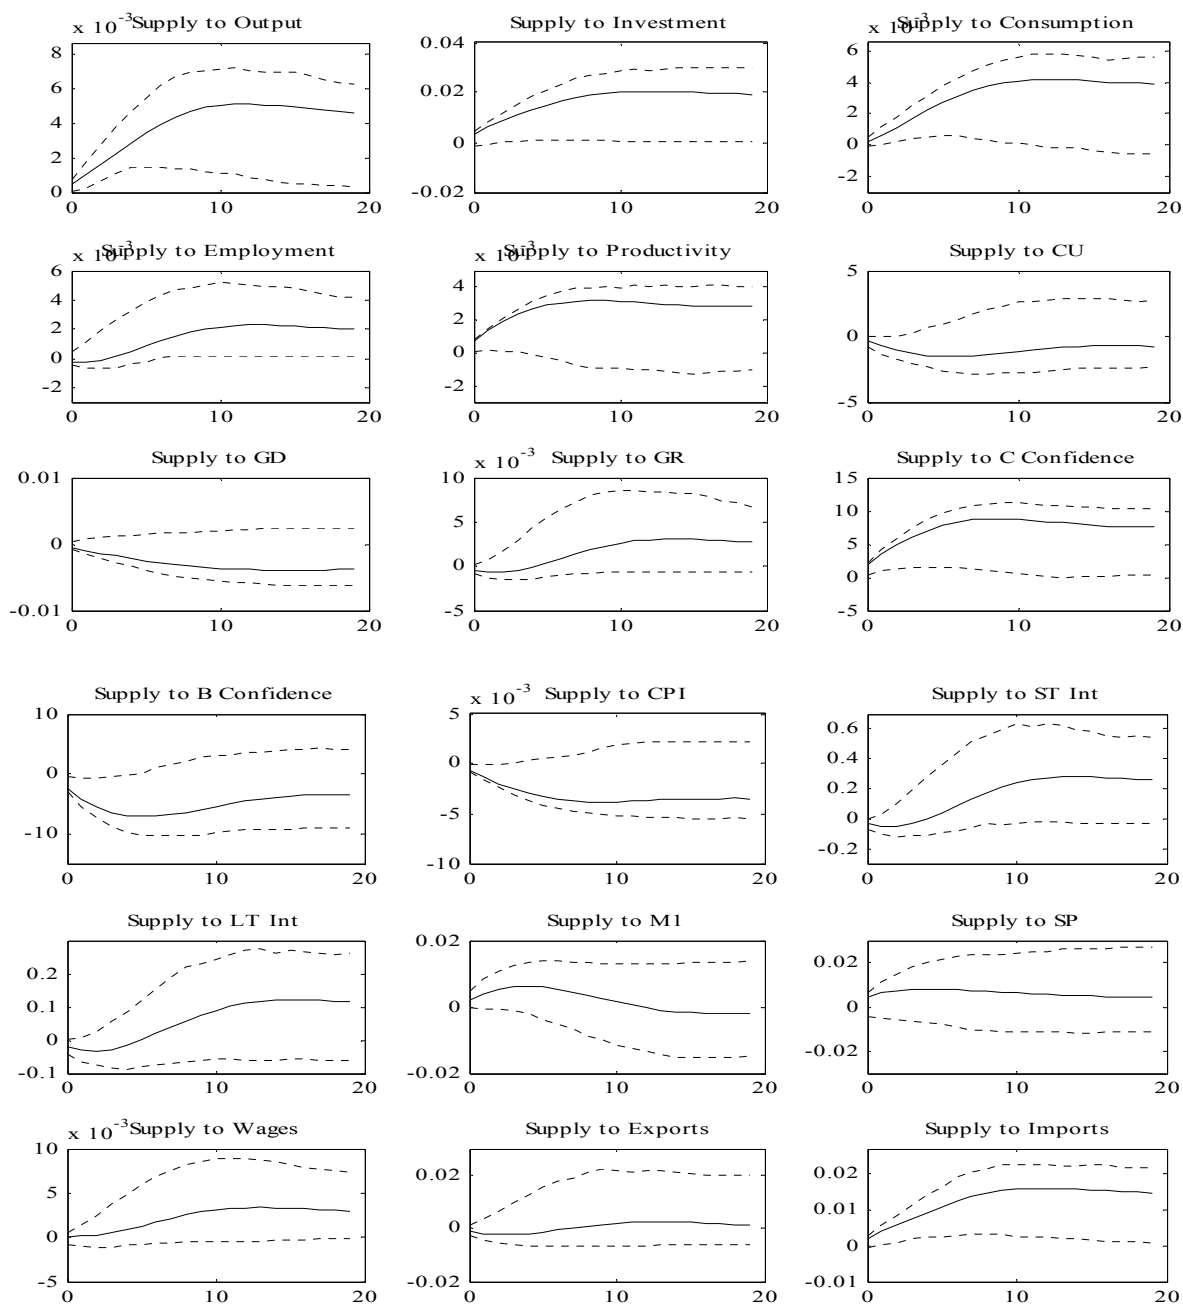 x 10^-3 Supply to Output
Supply to Investment
x 10^-3 Supply to Consumption
8
6
4
2
0
0 10 20
0.04
0.02
0
-0.02
0 10 20
6
4
2
0
-2
0 10 20
x 10^-3 Supply to Employment
x 10^-3 Supply to Productivity
Supply to CU
6
4
2
0
-2
0 10 20
4
2
0
-2
0 10 20
5
0
-5
0 10 20
Supply to GD
x 10^-3 Supply to GR
Supply to C Confidence
0.01
0
-0.01
0 10 20
10
5
0
-5
0 10 20
15
10
5
0
-5
0 10 20
Supply to B Confidence
x 10^-3 Supply to CPI
Supply to ST Int
10
0
-10
0 10 20
5
0
-5
-10
0 10 20
0.6
0.4
0.2
0
-0.2
0 10 20
Supply to LT Int
Supply to M1
Supply to SP
0.2
0.1
0
-0.1
0 10 20
0.02
0
-0.02
0 10 20
0.02
0
-0.02
0 10 20
x 10^-3 Supply to Wages
Supply to Exports
Supply to Imports
10
5
0
-5
0 10 20
0.02
0
-0.02
0 10 20
0.02
0.01
0
-0.01
0 10 20